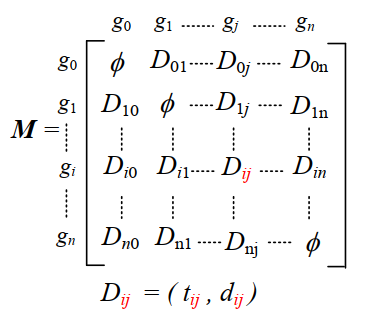 g0 g1 ----- gj ----- gn
g0 ϕ D01 ----- D0j ----- D0n
g1 D10 ϕ ----- D1j ----- D1n
M =
gi Di0 Di1 ----- Dij ----- Din
gn Dn0 Dn1 ----- Dnj ----- ϕ
Dij = ( tij , dij )